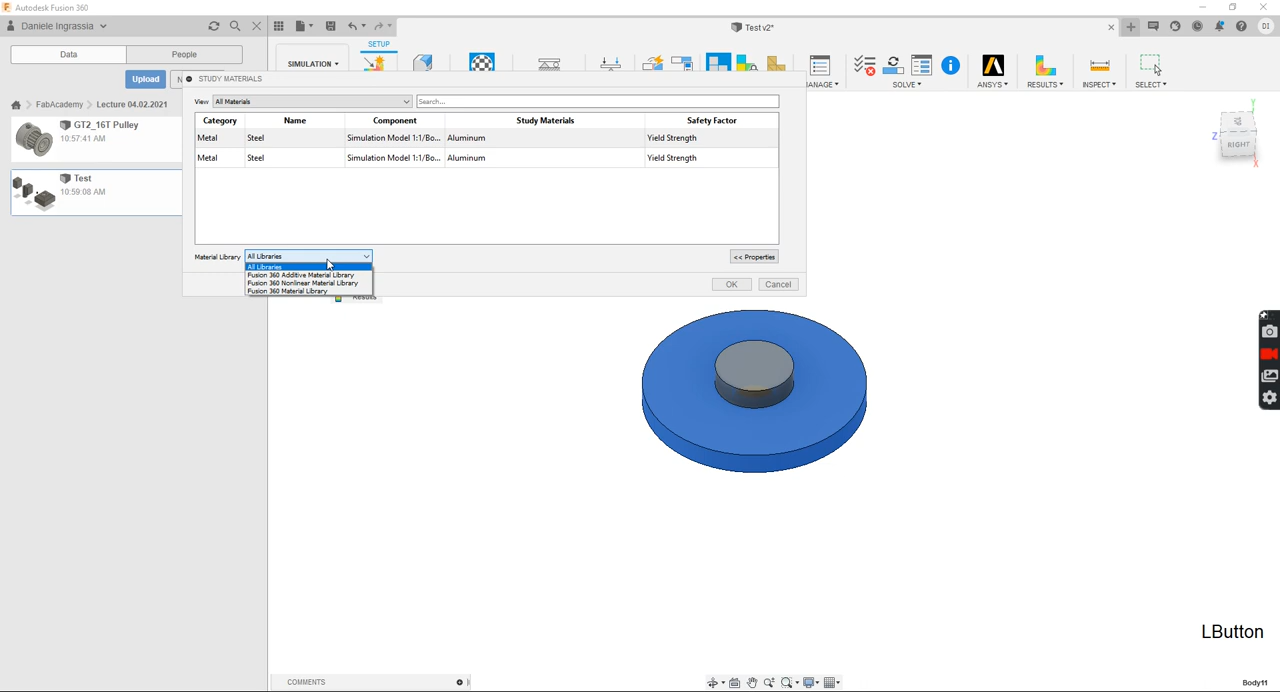 Autodesk Fusion 360
Daniele Ingrassia
Test v2*
DI
Data
People
SETUP
SIMULATION
Upload
N
MANAGE
SOLVE
ANSYS
RESULTS
INSPECT
SELECT
STUDY MATERIALS
View
All Materials
Search...
FabAcademy
Lecture 04.02.2021
GT2_16T Pulley
10:57:41 AM
Test
10:59:08 AM
Category Name Component Study Materials Safety Factor
Metal Steel Simulation Model 1:1/Bo... Aluminum Yield Strength
Metal Steel Simulation Model 1:1/Bo... Aluminum Yield Strength
Material Library
All Libraries
<< Properties
All Libraries
Fusion 360 Additive Material Library
Fusion 360 Nonlinear Material Library
Fusion 360 Material Library
OK
Cancel
Results
Y
Z
RIGHT
X
LButton
COMMENTS
Body11